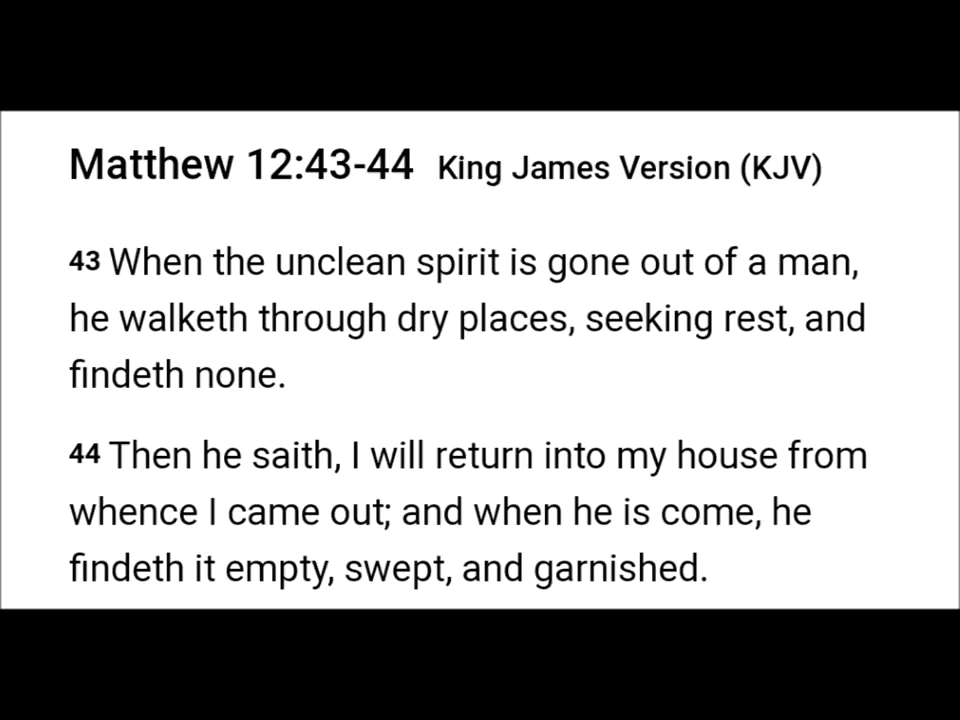 Matthew 12:43-44 King James Version (KJV)
43 When the unclean spirit is gone out of a man,
he walketh through dry places, seeking rest, and
findeth none.
44 Then he saith, I will return into my house from
whence I came out; and when he is come, he
findeth it empty, swept, and garnished.